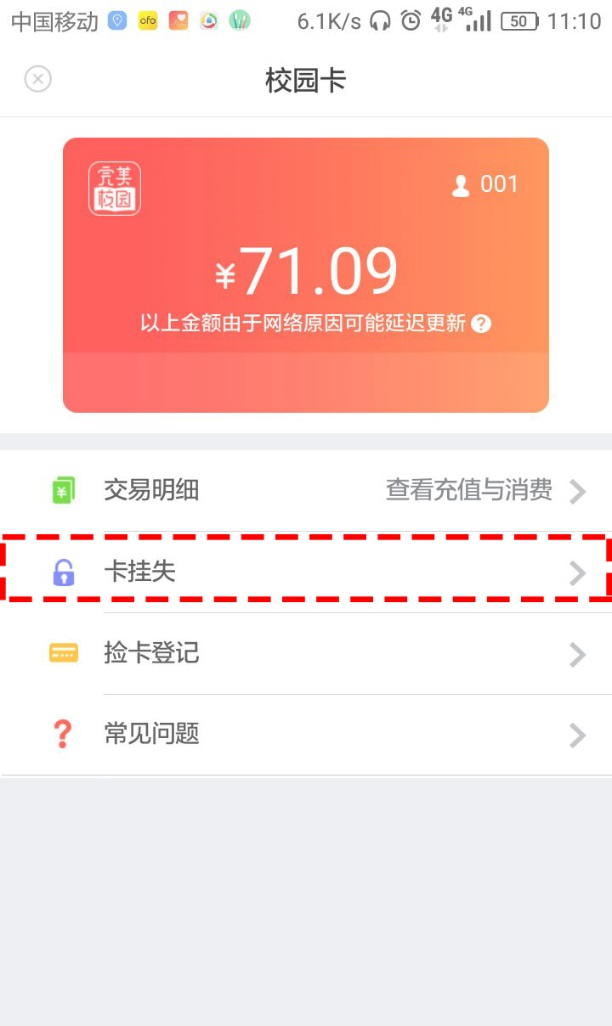 中国移动 ofo 6.1K/s 4G 4G 50 11:10
校园卡
完美
校园
001
¥71.09
以上金额由于网络原因可能延迟更新 ?
交易明细 查看充值与消费
卡挂失
捡卡登记
? 常见问题